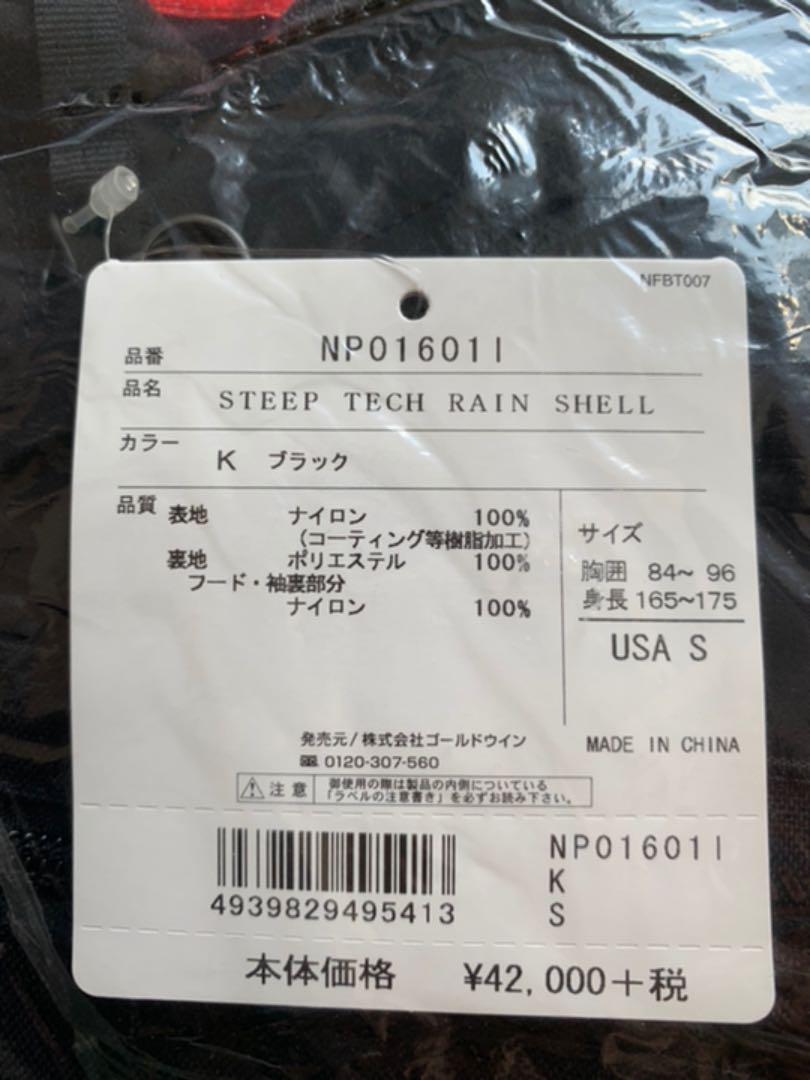 NFBT007
品番 NP01601I
品名 STEEP TECH RAIN SHELL
カラー K ブラック
品質 表地 ナイロン 100%
(コーティング等樹脂加工)
裏地 ポリエステル 100%
フード・袖裏部分
ナイロン 100%
サイズ
胸囲 84~ 96
身長 165~175
USA S
発売元/株式会社ゴールドウイン
0120-307-560
MADE IN CHINA
注意 御使用の際は製品の内側についている
「ラベルの注意書き」を必ずお読み下さい。
4939829495413
NP01601I
K
S
本体価格 ¥42,000+税